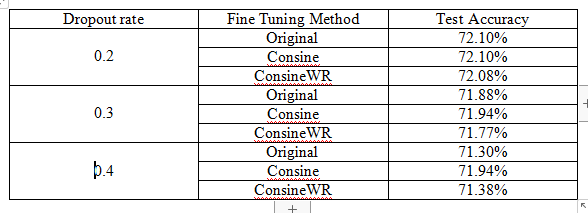 Dropout rate Fine Tuning Method Test Accuracy
0.2 Original 72.10%
Consine 72.10%
ConsineWR 72.08%
0.3 Original 71.88%
Consine 71.94%
ConsineWR 71.77%
0.4 Original 71.30%
Consine 71.94%
ConsineWR 71.38%